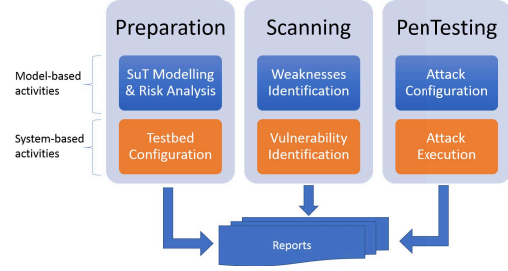 Preparation
Scanning
PenTesting
Model-based
activities
SuT Modelling
& Risk Analysis
Weaknesses
Identification
Attack
Configuration
System-based
activities
Testbed
Configuration
Vulnerability
Identification
Attack
Execution
Reports